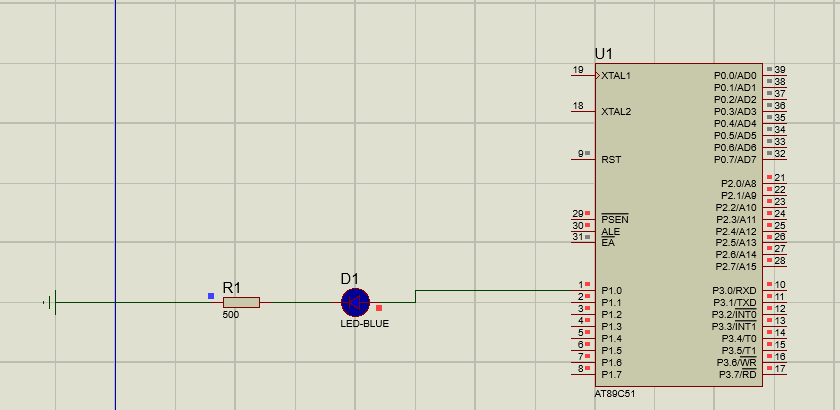 U1
19 XTAL1 P0.0/AD0 39
P0.1/AD1 38
P0.2/AD2 37
18 XTAL2 P0.3/AD3 36
P0.4/AD4 35
P0.5/AD5 34
P0.6/AD6 33
9 RST P0.7/AD7 32
P2.0/A8 21
P2.1/A9 22
P2.2/A10 23
29 PSEN P2.3/A11 24
30 ALE P2.4/A12 25
31 EA P2.5/A13 26
P2.6/A14 27
P2.7/A15 28
1 P1.0 P3.0/RXD 10
2 P1.1 P3.1/TXD 11
3 P1.2 P3.2/INT0 12
4 P1.3 P3.3/INT1 13
5 P1.4 P3.4/T0 14
6 P1.5 P3.5/T1 15
7 P1.6 P3.6/WR 16
8 P1.7 P3.7/RD 17
AT89C51
D1
LED-BLUE
R1
500